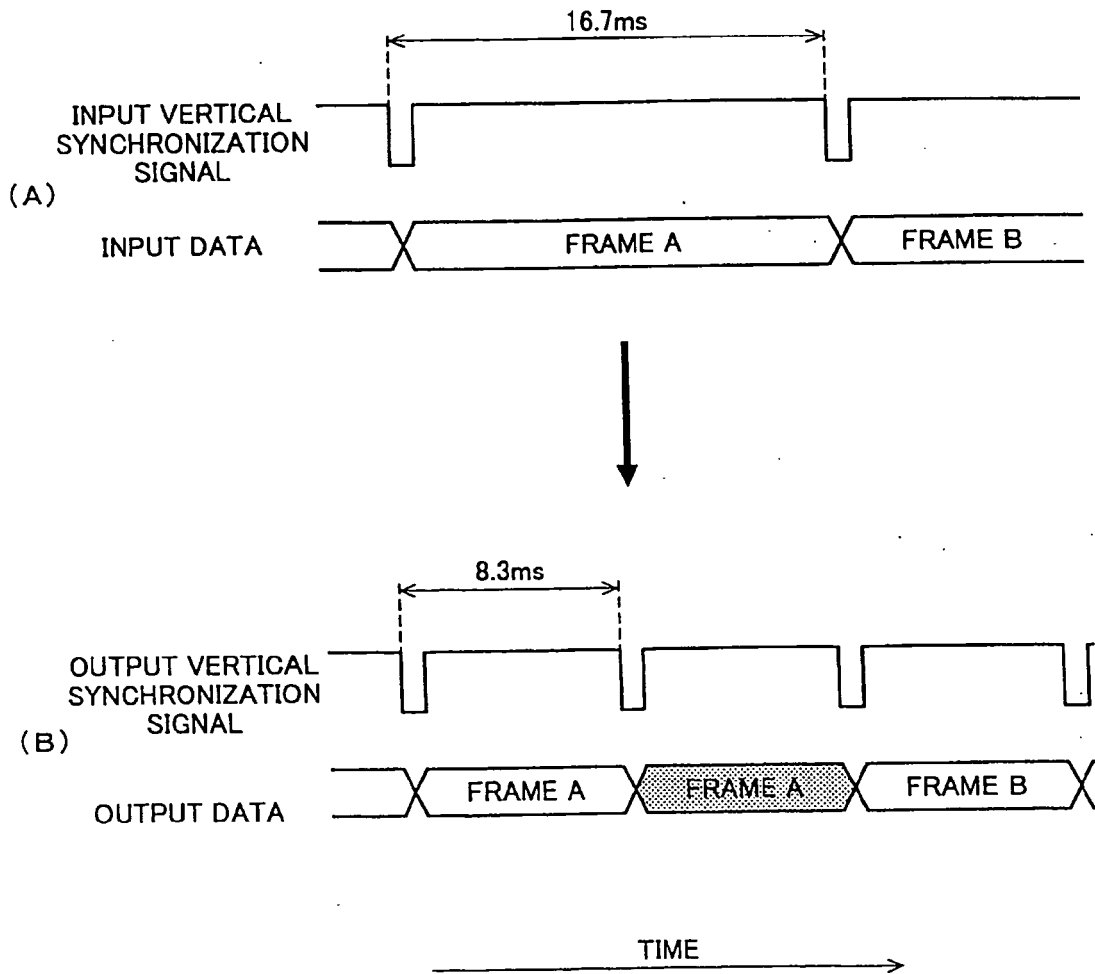 16.7ms
INPUT VERTICAL
SYNCHRONIZATION
SIGNAL
(A)
INPUT DATA
FRAME A
FRAME B
8.3ms
OUTPUT VERTICAL
SYNCHRONIZATION
SIGNAL
(B)
OUTPUT DATA
FRAME A
FRAME A
FRAME B
TIME